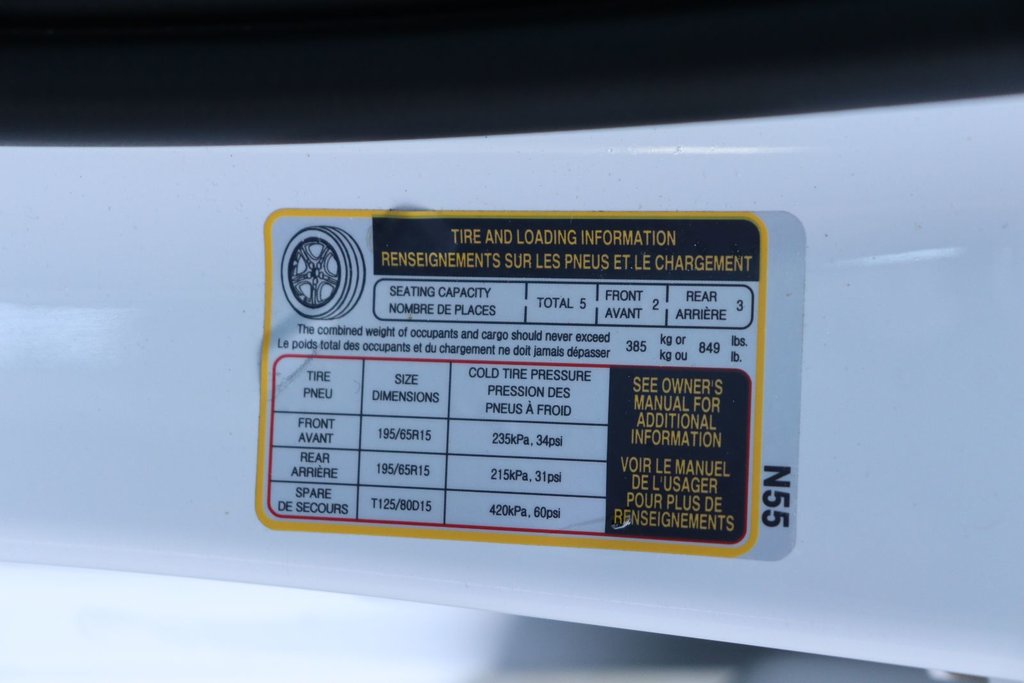 TIRE AND LOADING INFORMATION
RENSEIGNEMENTS SUR LES PNEUS ET LE CHARGEMENT
SEATING CAPACITY
NOMBRE DE PLACES
TOTAL 5
FRONT
AVANT
2
REAR
ARRIÈRE
3
The combined weight of occupants and cargo should never exceed
Le poids total des occupants et du chargement ne doit jamais dépasser
385
kg or
kg ou
849
lbs.
lb.
TIRE
PNEU
SIZE
DIMENSIONS
COLD TIRE PRESSURE
PRESSION DES
PNEUS À FROID
FRONT
AVANT
195/65R15
235kPa, 34psi
REAR
ARRIÈRE
195/65R15
215kPa, 31psi
SPARE
DE SECOURS
T125/80D15
420kPa, 60psi
SEE OWNER'S
MANUAL FOR
ADDITIONAL
INFORMATION
VOIR LE MANUEL
DE L'USAGER
POUR PLUS DE
RENSEIGNEMENTS
N55